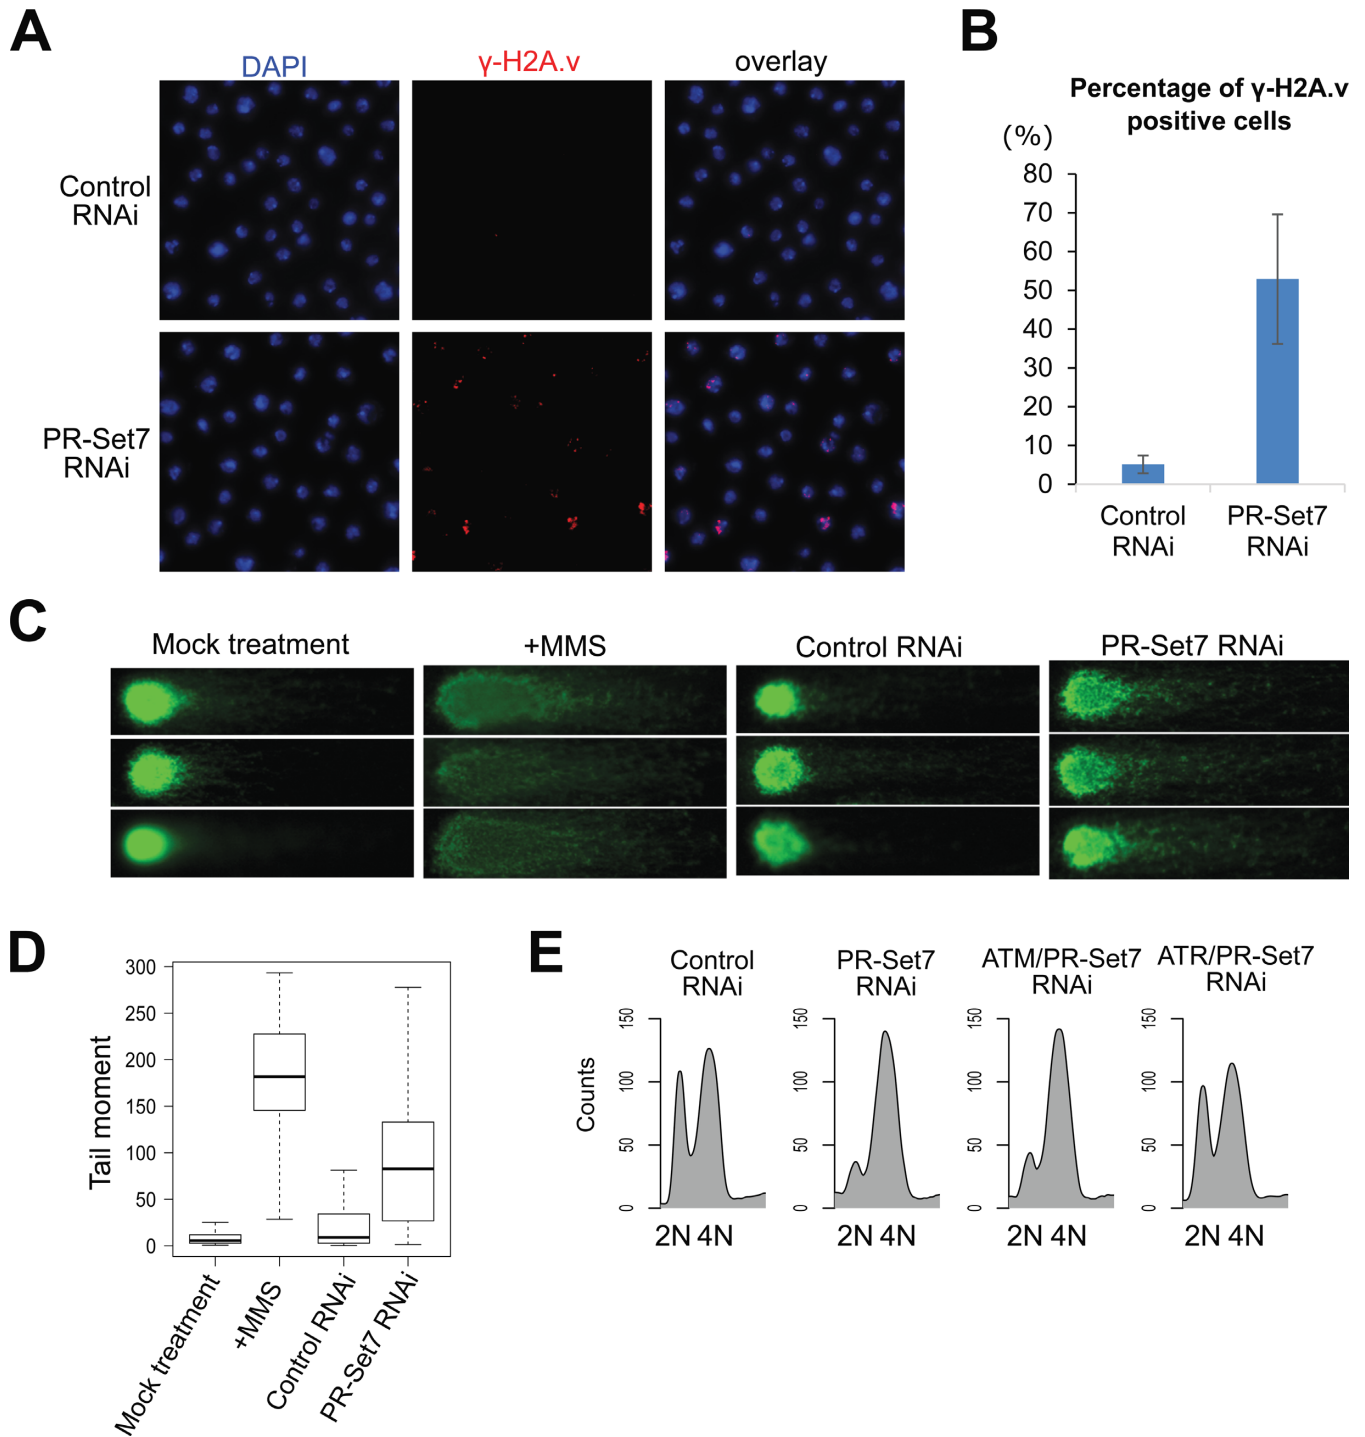 A
DAPI
γ-H2A.v
overlay
Control
RNAi
PR-Set7
RNAi
B
Percentage of γ-H2A.v
positive cells
(%)
80
70
60
50
40
30
20
10
0
Control
RNAi
PR-Set7
RNAi
C
Mock treatment
+MMS
Control RNAi
PR-Set7 RNAi
D
Tail moment
300
250
200
150
100
50
0
Mock treatment
+MMS
Control RNAi
PR-Set7 RNAi
E
Counts
Control
RNAi
150
100
50
0
2N 4N
PR-Set7
RNAi
150
100
50
0
2N 4N
ATM/PR-Set7
RNAi
150
100
50
0
2N 4N
ATR/PR-Set7
RNAi
150
100
50
0
2N 4N